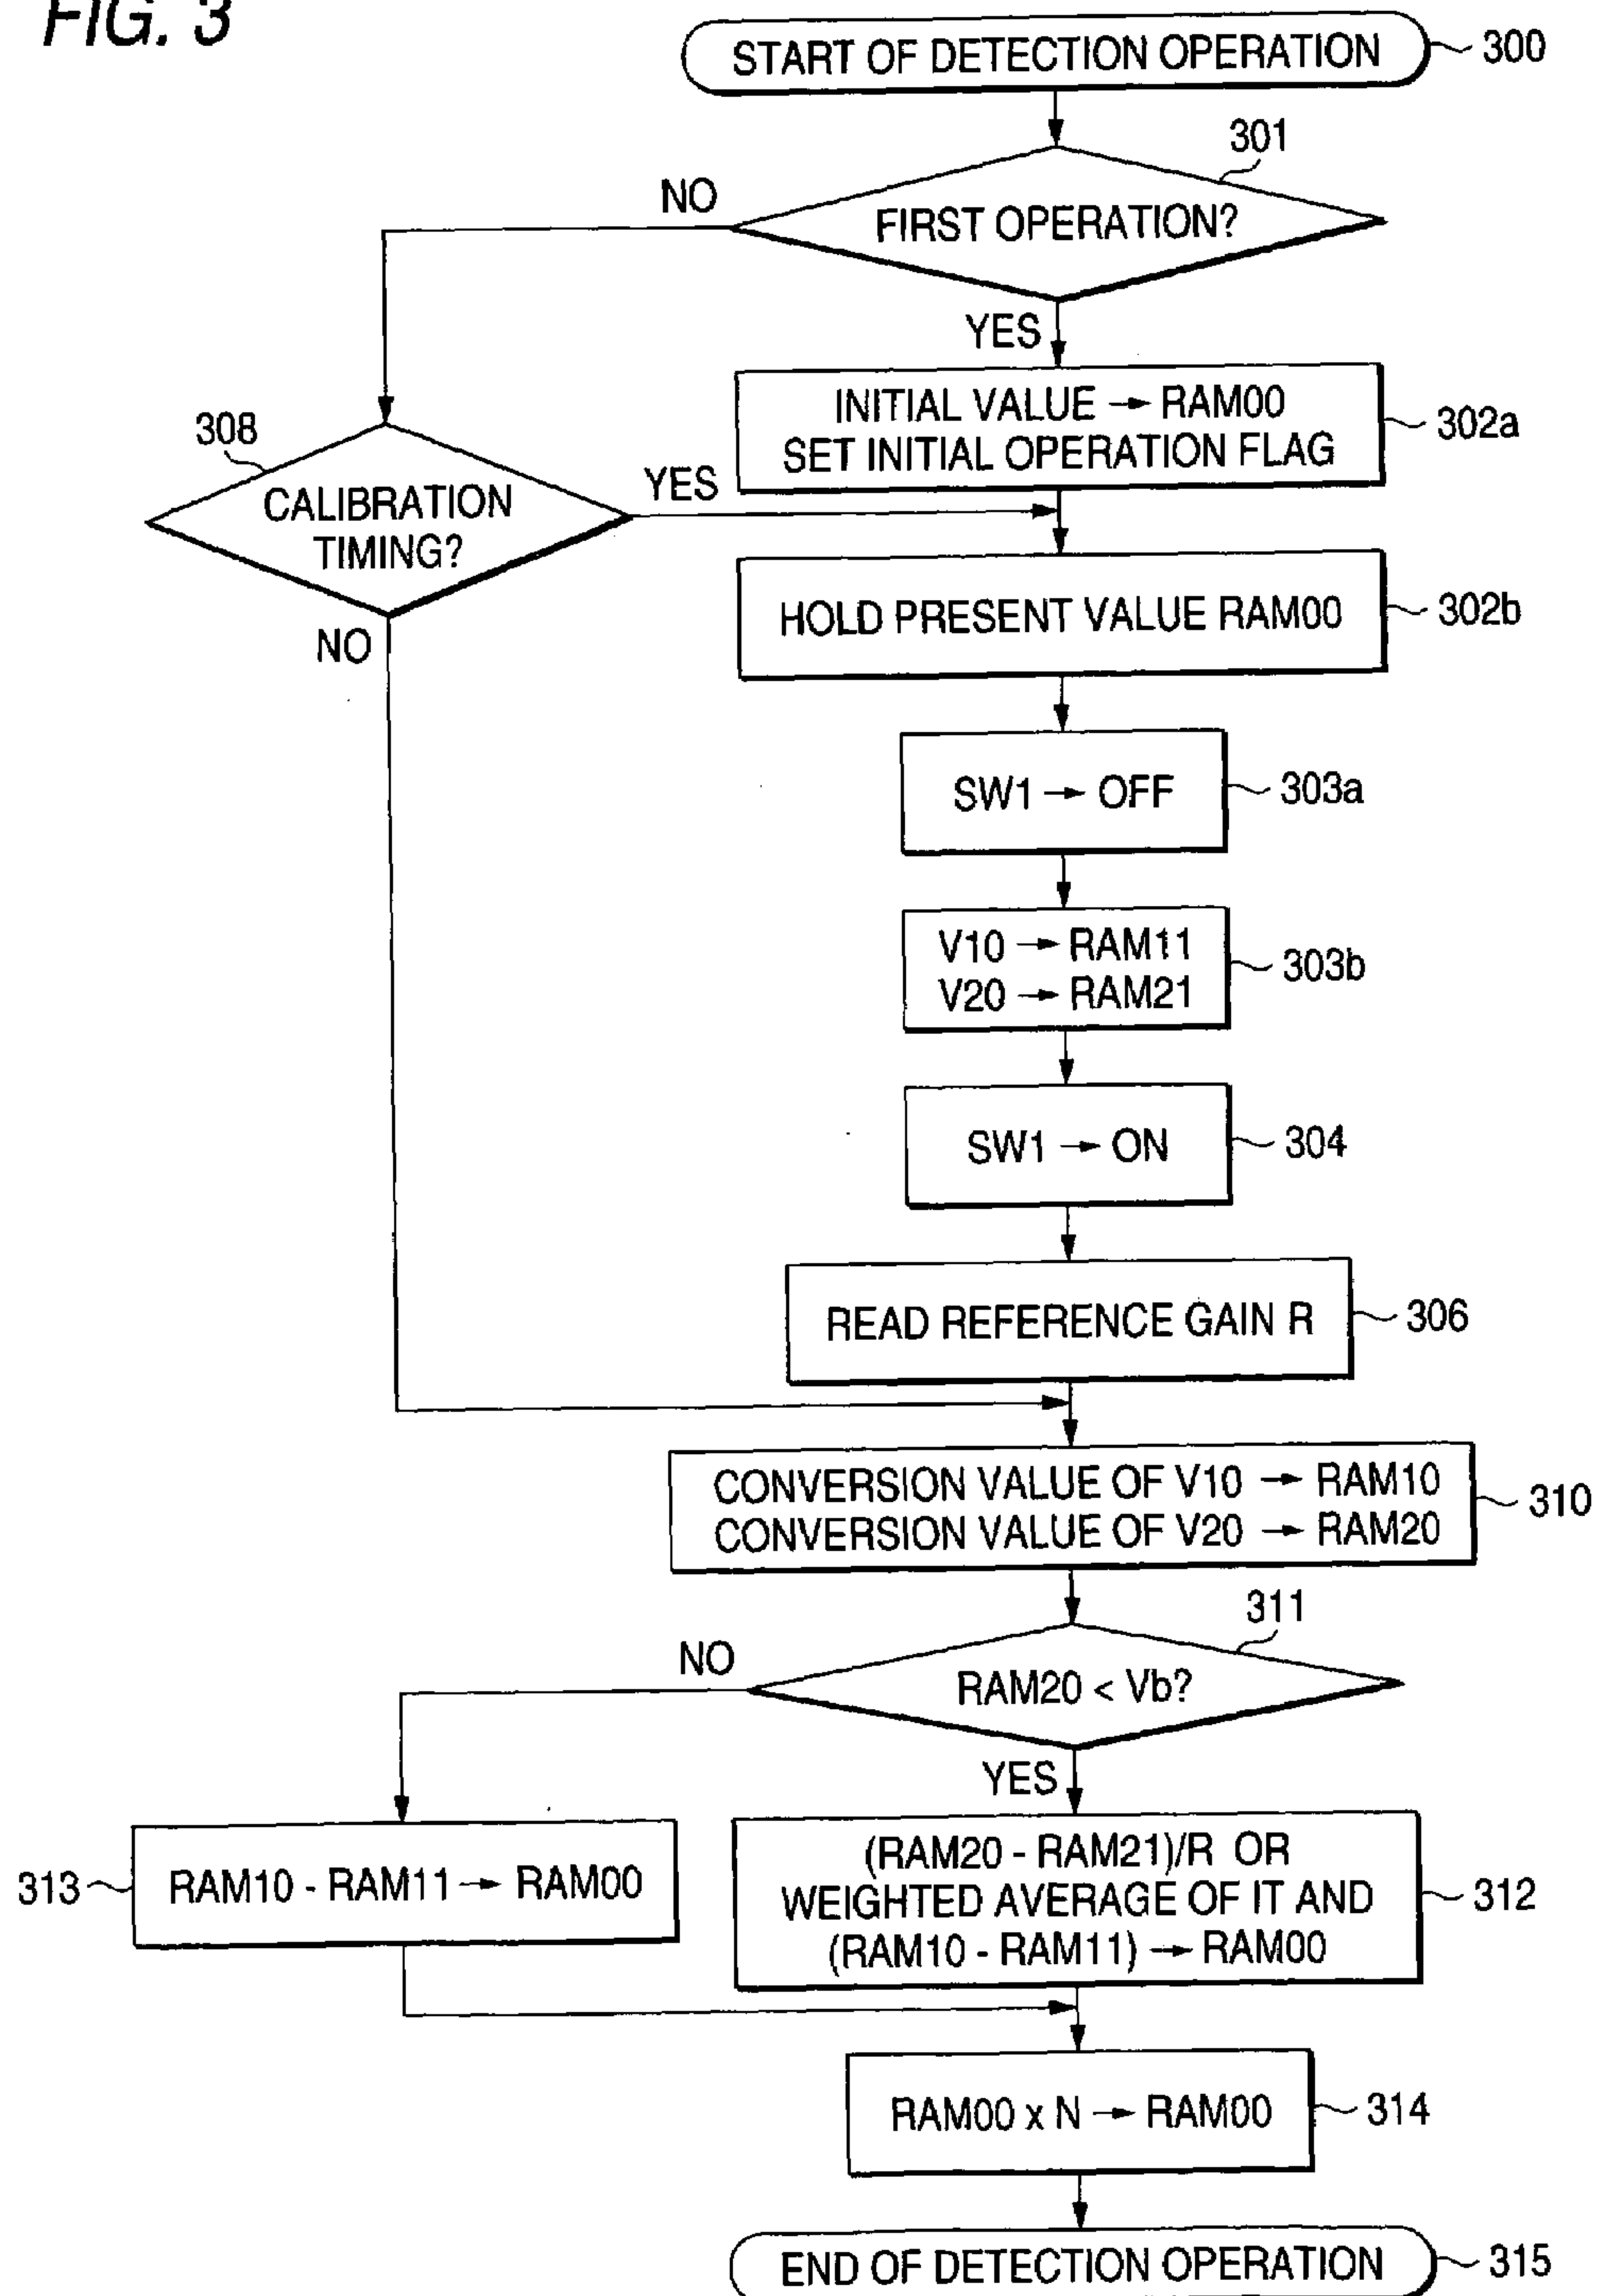 FIG. 3
START OF DETECTION OPERATION
300
301
FIRST OPERATION?
NO
YES
INITIAL VALUE → RAM00
SET INITIAL OPERATION FLAG
302a
308
CALIBRATION
TIMING?
YES
NO
HOLD PRESENT VALUE RAM00
302b
SW1 → OFF
303a
V10 → RAM11
V20 → RAM21
303b
SW1 → ON
304
READ REFERENCE GAIN R
306
CONVERSION VALUE OF V10 → RAM10
CONVERSION VALUE OF V20 → RAM20
310
311
RAM20 < Vb?
NO
YES
313
RAM10 - RAM11 → RAM00
(RAM20 - RAM21)/R OR
WEIGHTED AVERAGE OF IT AND
(RAM10 - RAM11) → RAM00
312
RAM00 x N → RAM00
314
END OF DETECTION OPERATION
315